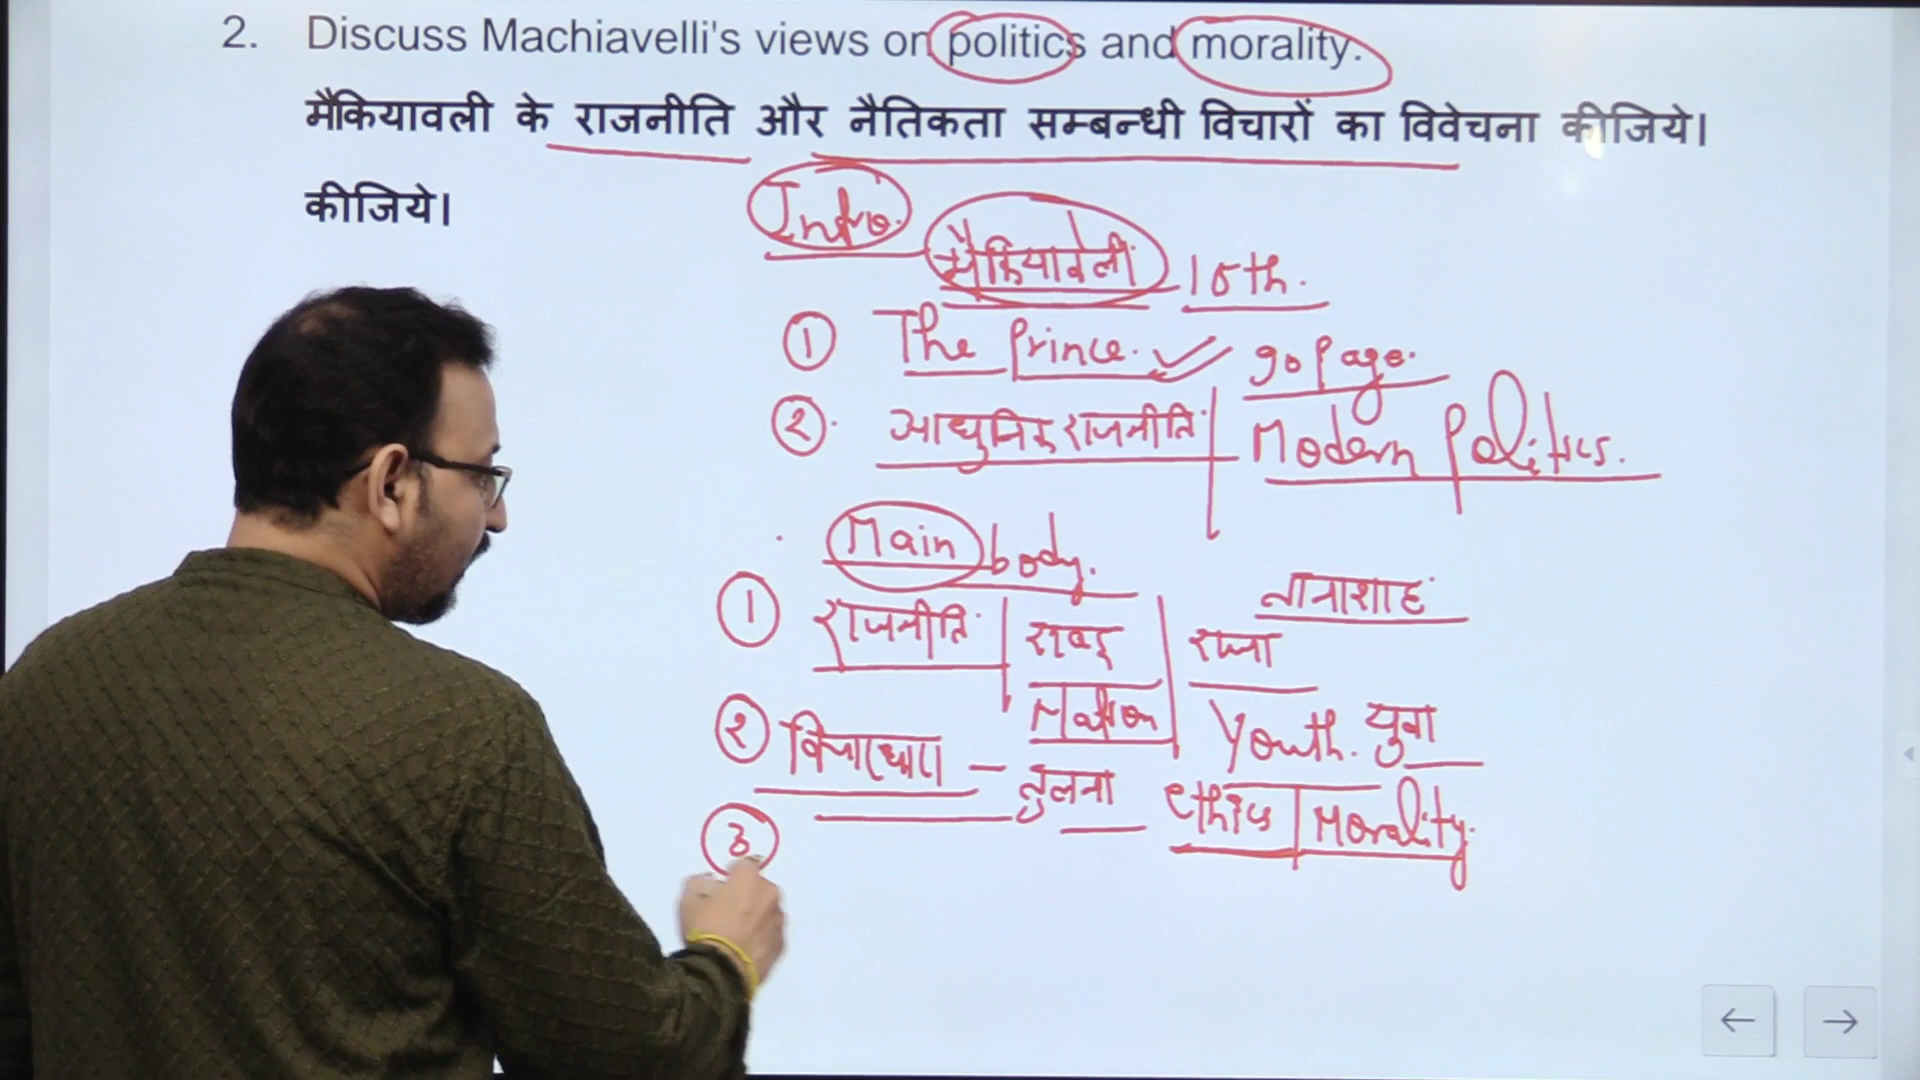 2. Discuss Machiavelli's views on politics and morality.
मैकियावली के राजनीति और नैतिकता सम्बन्धी विचारों का विवेचना कीजिये।
कीजिये।
Intro.
मैकियावेली 16th.
① The Prince. 90 Page.
② आधुनिक राजनीति Modern Politics.
Main body.
तानाशाह
① राजनीति राष्ट्र राजा
Nation Youth. युवा
② विचारधारा – तुलना ethics Morality.
③